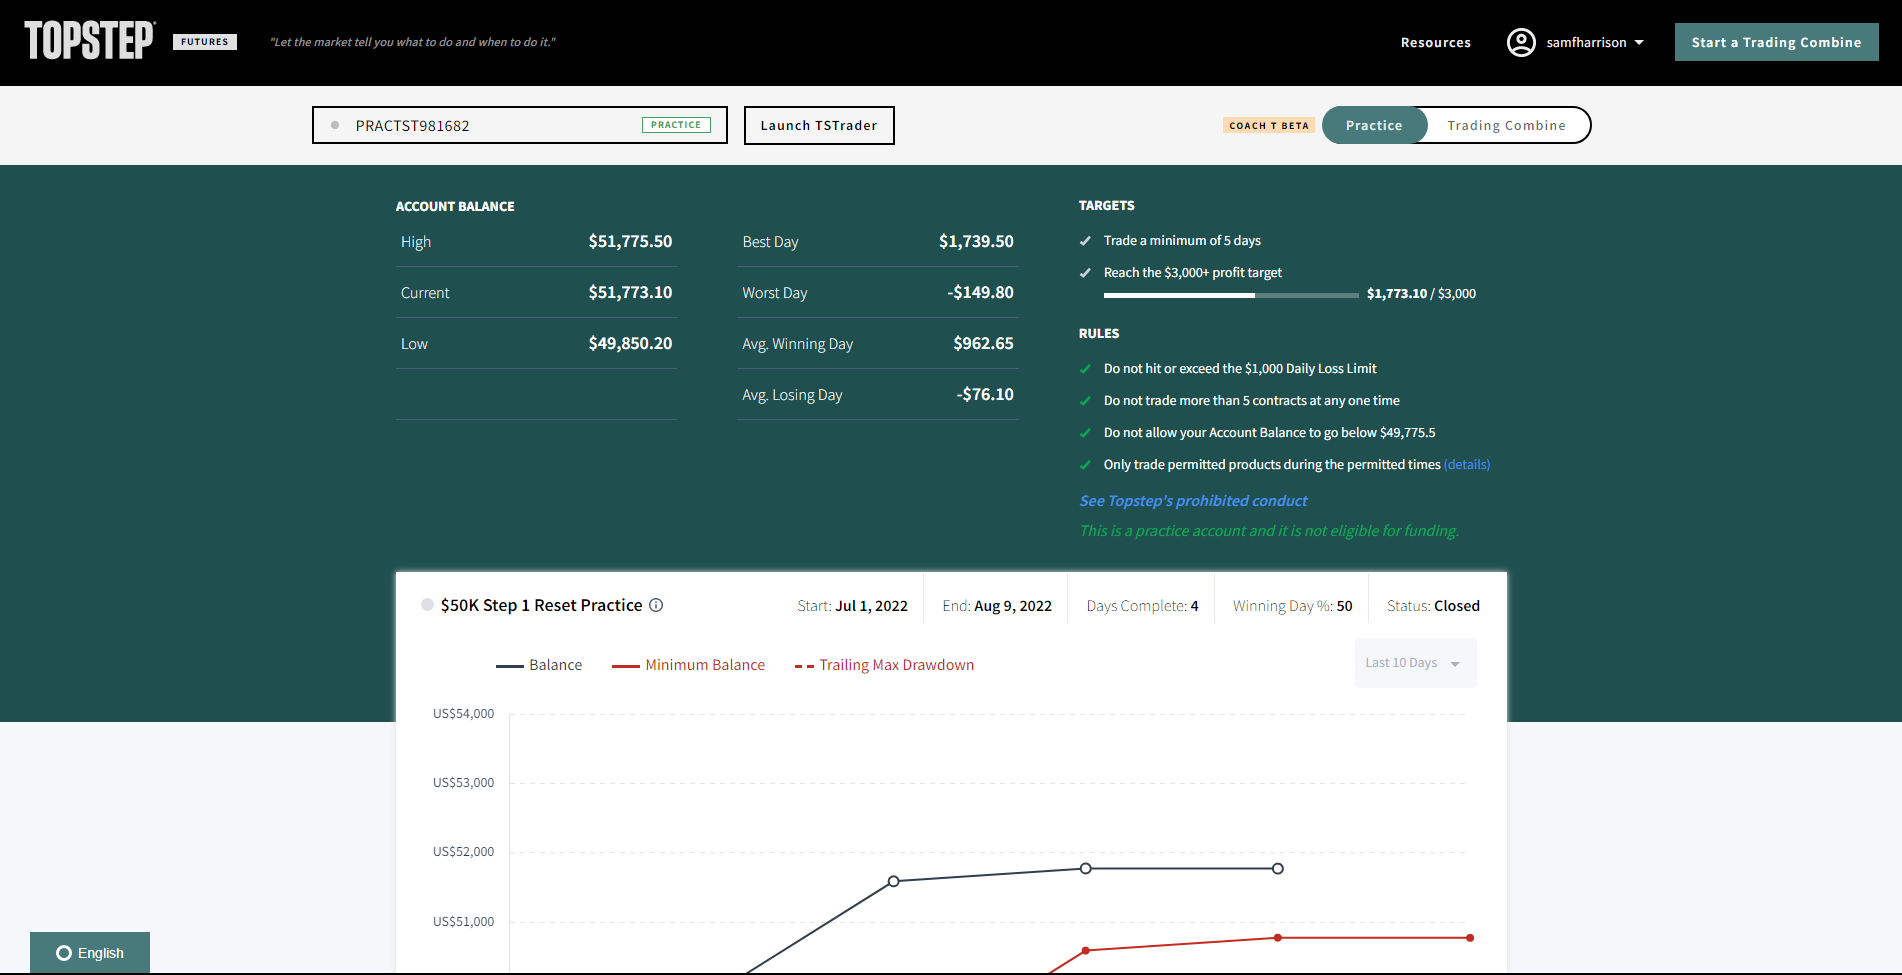 TOPSTEP
FUTURES
"Let the market tell you what to do and when to do it."
Resources
samfharrison
Start a Trading Combine
PRACTST981682
PRACTICE
Launch TSTrader
COACH T BETA
Practice
Trading Combine
ACCOUNT BALANCE
High $51,775.50
Current $51,773.10
Low $49,850.20
Best Day $1,739.50
Worst Day -$149.80
Avg. Winning Day $962.65
Avg. Losing Day -$76.10
TARGETS
Trade a minimum of 5 days
Reach the $3,000+ profit target
$1,773.10 / $3,000
RULES
Do not hit or exceed the $1,000 Daily Loss Limit
Do not trade more than 5 contracts at any one time
Do not allow your Account Balance to go below $49,775.5
Only trade permitted products during the permitted times (details)
See Topstep's prohibited conduct
This is a practice account and it is not eligible for funding.
$50K Step 1 Reset Practice
Start: Jul 1, 2022
End: Aug 9, 2022
Days Complete: 4
Winning Day %: 50
Status: Closed
Balance
Minimum Balance
Trailing Max Drawdown
Last 10 Days
US$54,000
US$53,000
US$52,000
US$51,000
English